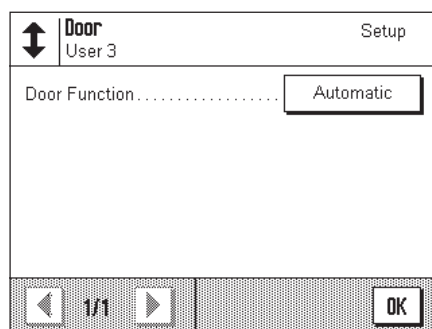 Door
Setup
User 3
Door Function.................. Automatic
1/1
OK